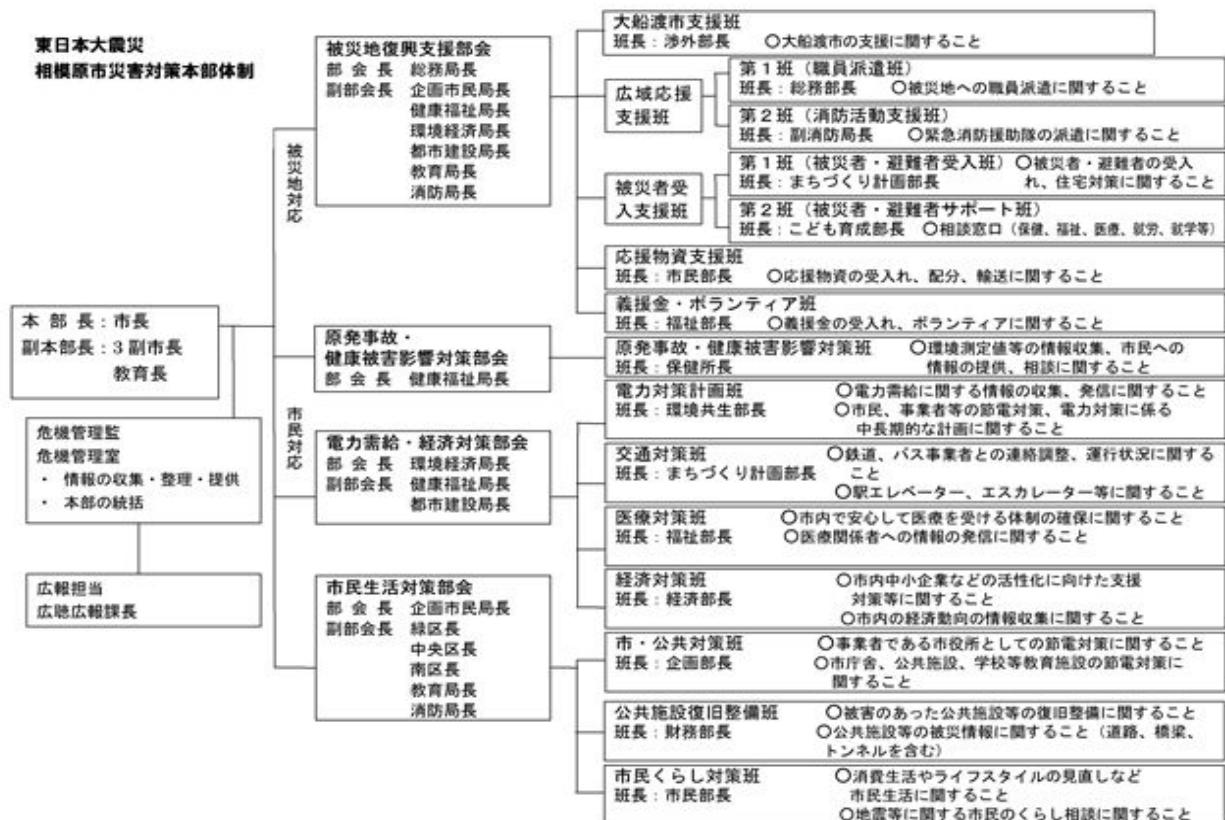 東日本大震災
相模原市災害対策本部体制
本部長：市長
副本部長：3副市長
教育長
危機管理監
危機管理室
・ 情報の収集・整理・提供
・ 本部の統括
広報担当
広聴広報課長
被災地対応
市民対応
被災地復興支援部会
部会長 総務局長
副部会長 企画市民局長
健康福祉局長
環境経済局長
都市建設局長
教育局長
消防局長
原発事故・
健康被害影響対策部会
部会長 健康福祉局長
電力需給・経済対策部会
部会長 環境経済局長
副部会長 健康福祉局長
都市建設局長
市民生活対策部会
部会長 企画市民局長
副部会長 緑区長
中央区長
南区長
教育局長
消防局長
大船渡市支援班
班長：渉外部長 〇大船渡市の支援に関すること
広域応援
支援班
第1班（職員派遣班）
班長：総務部長 〇被災地への職員派遣に関すること
第2班（消防活動支援班）
班長：副消防局長 〇緊急消防援助隊の派遣に関すること
被災者受
入支援班
第1班（被災者・避難者受入班） 〇被災者・避難者の受入
班長：まちづくり計画部長 れ、住宅対策に関すること
第2班（被災者・避難者サポート班）
班長：こども育成部長 〇相談窓口（保健、福祉、医療、就労、就学等）
応援物資支援班
班長：市民部長 〇応援物資の受入れ、配分、輸送に関すること
義援金・ボランティア班
班長：福祉部長 〇義援金の受入れ、ボランティアに関すること
原発事故・健康被害影響対策班 〇環境測定値等の情報収集、市民への
班長：保健所長 情報の提供、相談に関すること
電力対策計画班 〇電力需給に関する情報の収集、発信に関すること
班長：環境共生部長 〇市民、事業者等の節電対策、電力対策に係る
中長期的な計画に関すること
交通対策班 〇鉄道、バス事業者との連絡調整、運行状況に関する
班長：まちづくり計画部長 こと
〇駅エレベーター、エスカレーター等に関すること
医療対策班 〇市内で安心して医療を受ける体制の確保に関すること
班長：福祉部長 〇医療関係者への情報の発信に関すること
経済対策班 〇市内中小企業などの活性化に向けた支援
班長：経済部長 対策等に関すること
〇市内の経済動向の情報収集に関すること
市・公共対策班 〇事業者である市役所としての節電対策に関すること
班長：企画部長 〇市庁舎、公共施設、学校等教育施設の節電対策に
関すること
公共施設復旧整備班 〇被害のあった公共施設等の復旧整備に関すること
班長：財務部長 〇公共施設等の被災情報に関すること（道路、橋梁、
トンネルを含む）
市民くらし対策班 〇消費生活やライフスタイルの見直しなど
班長：市民部長 市民生活に関すること
〇地震等に関する市民のくらし相談に関すること